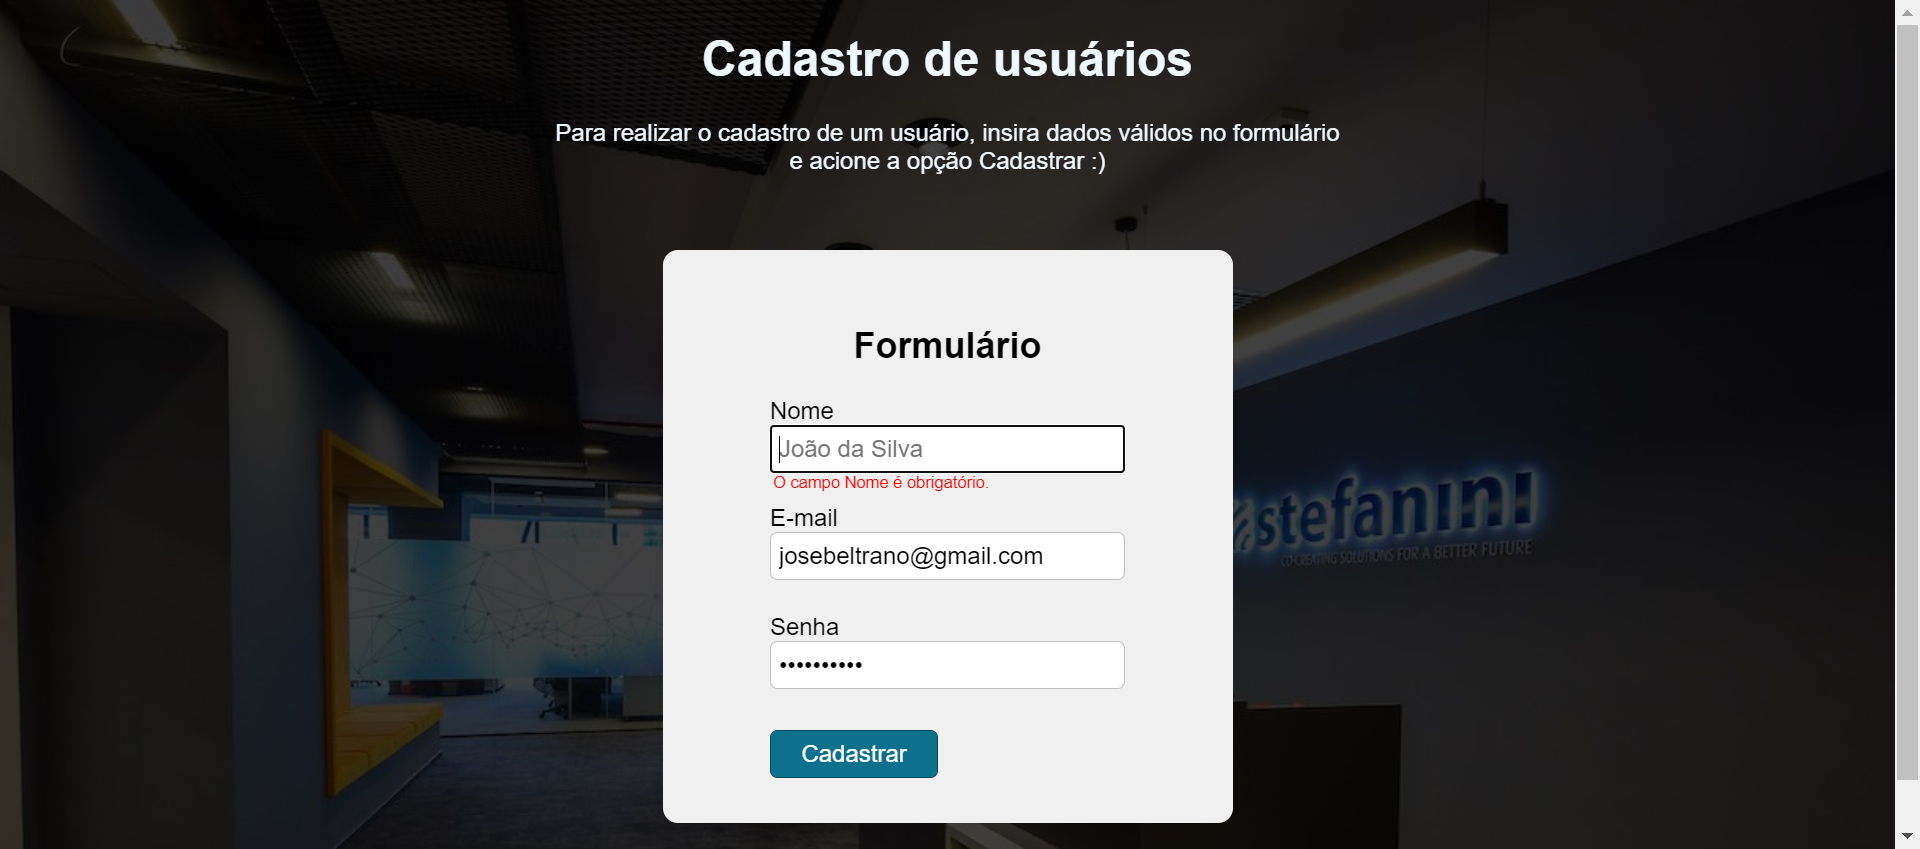 Cadastro de usuários
Para realizar o cadastro de um usuário, insira dados válidos no formulário
e acione a opção Cadastrar :)
Formulário
Nome
João da Silva
O campo Nome é obrigatório.
E-mail
josebeltrano@gmail.com
Senha
••••••••••
Cadastrar
stefanini
CO-CREATING SOLUTIONS FOR A BETTER FUTURE